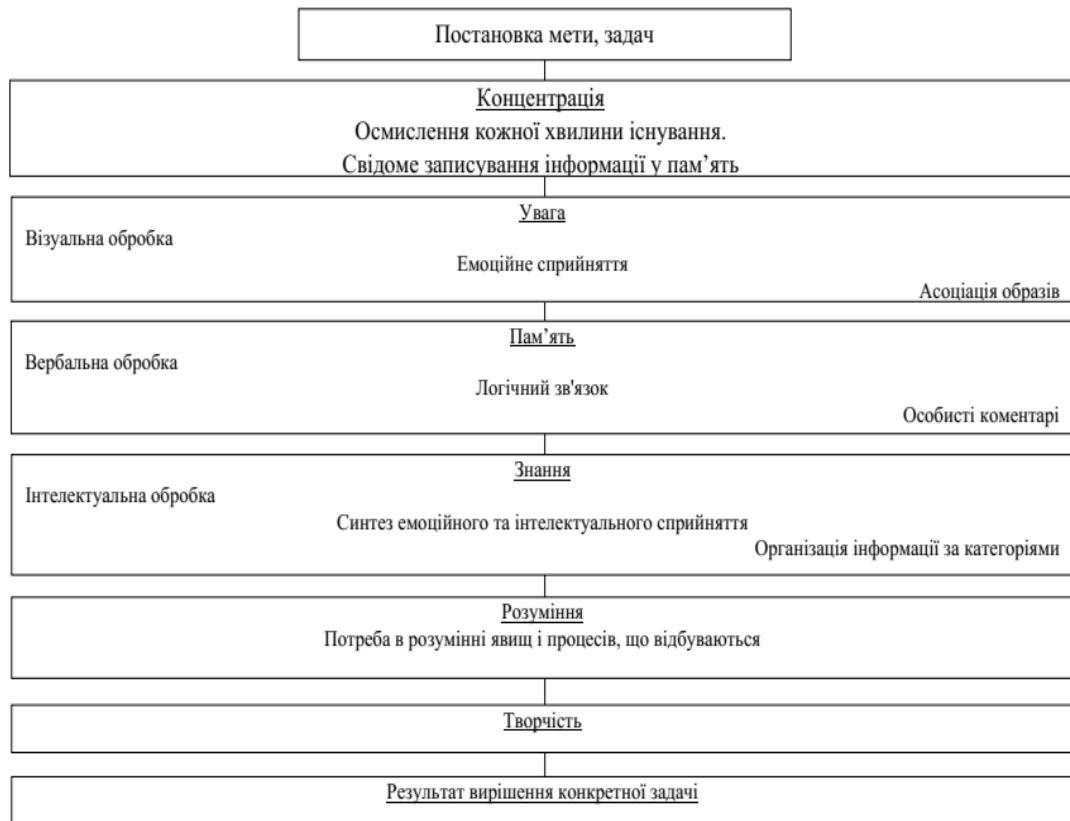 Постановка мети, задач
Концентрація
Осмислення кожної хвилини існування.
Свідоме записування інформації у пам’ять
Увага
Візуальна обробка
Емоційне сприйняття
Асоціація образів
Пам’ять
Вербальна обробка
Логічний зв'язок
Особисті коментарі
Знання
Інтелектуальна обробка
Синтез емоційного та інтелектуального сприйняття
Організація інформації за категоріями
Розуміння
Потреба в розумінні явищ і процесів, що відбуваються
Творчість
Результат вирішення конкретної задачі